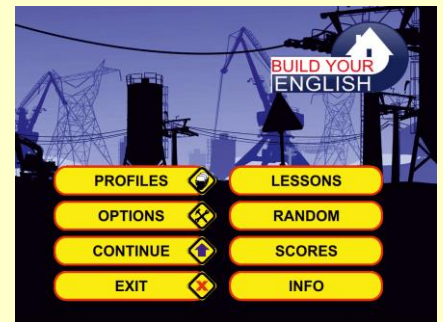 BUILD YOUR
ENGLISH
PROFILES
LESSONS
OPTIONS
RANDOM
CONTINUE
SCORES
EXIT
INFO